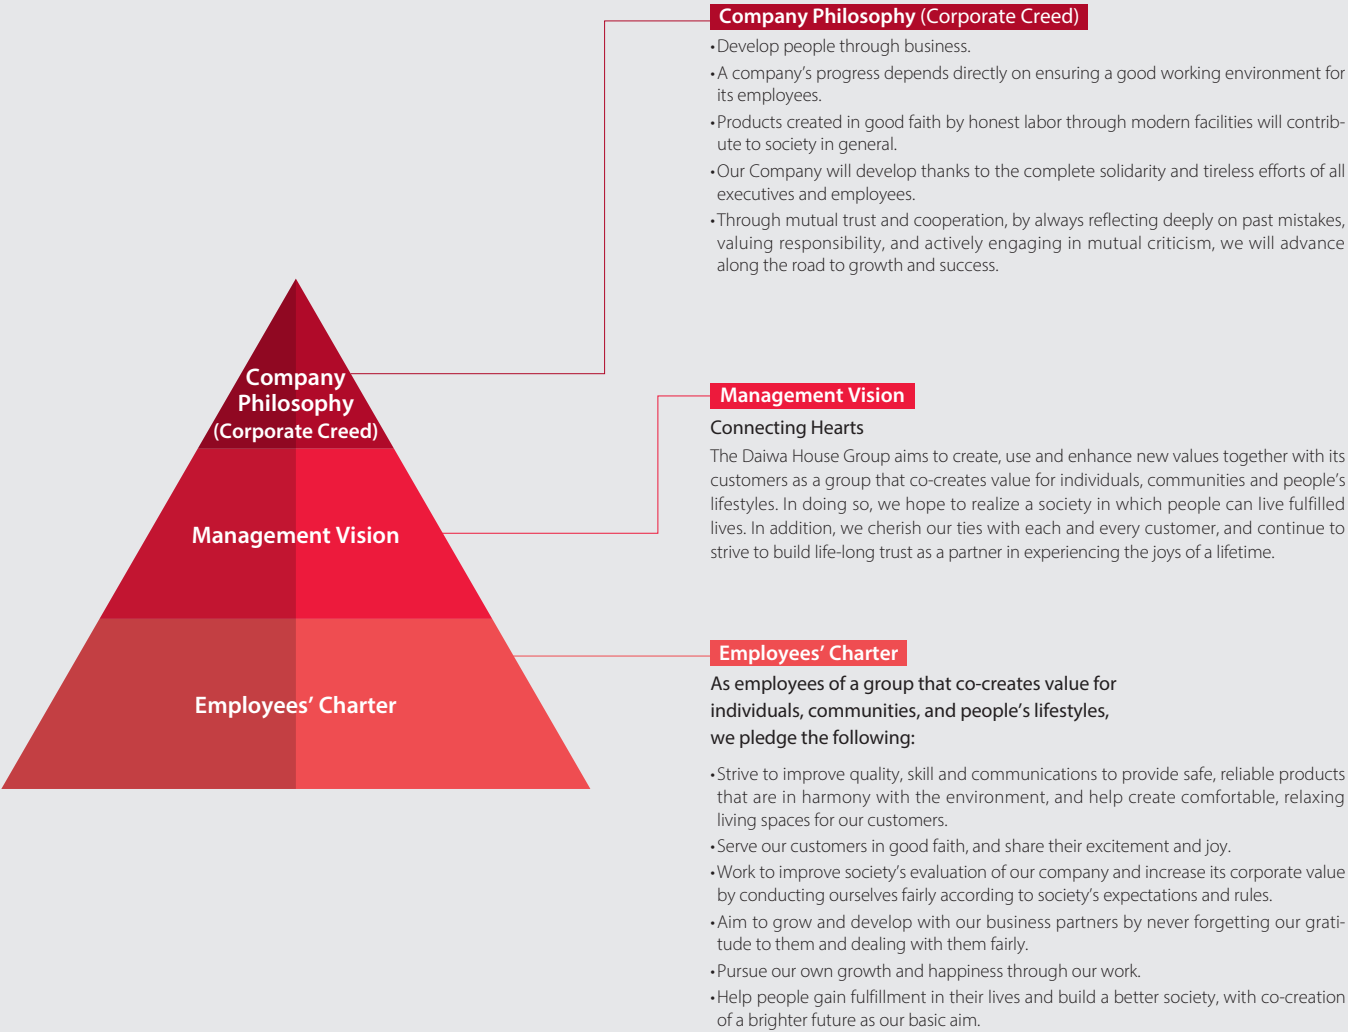 Company Philosophy (Corporate Creed)
•Develop people through business.
•A company's progress depends directly on ensuring a good working environment for
its employees.
•Products created in good faith by honest labor through modern facilities will contrib-
ute to society in general.
•Our Company will develop thanks to the complete solidarity and tireless efforts of all
executives and employees.
•Through mutual trust and cooperation, by always reflecting deeply on past mistakes,
valuing responsibility, and actively engaging in mutual criticism, we will advance
along the road to growth and success.
Company
Philosophy
(Corporate Creed)
Management Vision
Employees’ Charter
Management Vision
Connecting Hearts
The Daiwa House Group aims to create, use and enhance new values together with its
customers as a group that co-creates value for individuals, communities and people’s
lifestyles. In doing so, we hope to realize a society in which people can live fulfilled
lives. In addition, we cherish our ties with each and every customer, and continue to
strive to build life-long trust as a partner in experiencing the joys of a lifetime.
Employees’ Charter
As employees of a group that co-creates value for
individuals, communities, and people’s lifestyles,
we pledge the following:
•Strive to improve quality, skill and communications to provide safe, reliable products
that are in harmony with the environment, and help create comfortable, relaxing
living spaces for our customers.
•Serve our customers in good faith, and share their excitement and joy.
•Work to improve society’s evaluation of our company and increase its corporate value
by conducting ourselves fairly according to society’s expectations and rules.
•Aim to grow and develop with our business partners by never forgetting our grati-
tude to them and dealing with them fairly.
•Pursue our own growth and happiness through our work.
•Help people gain fulfillment in their lives and build a better society, with co-creation
of a brighter future as our basic aim.